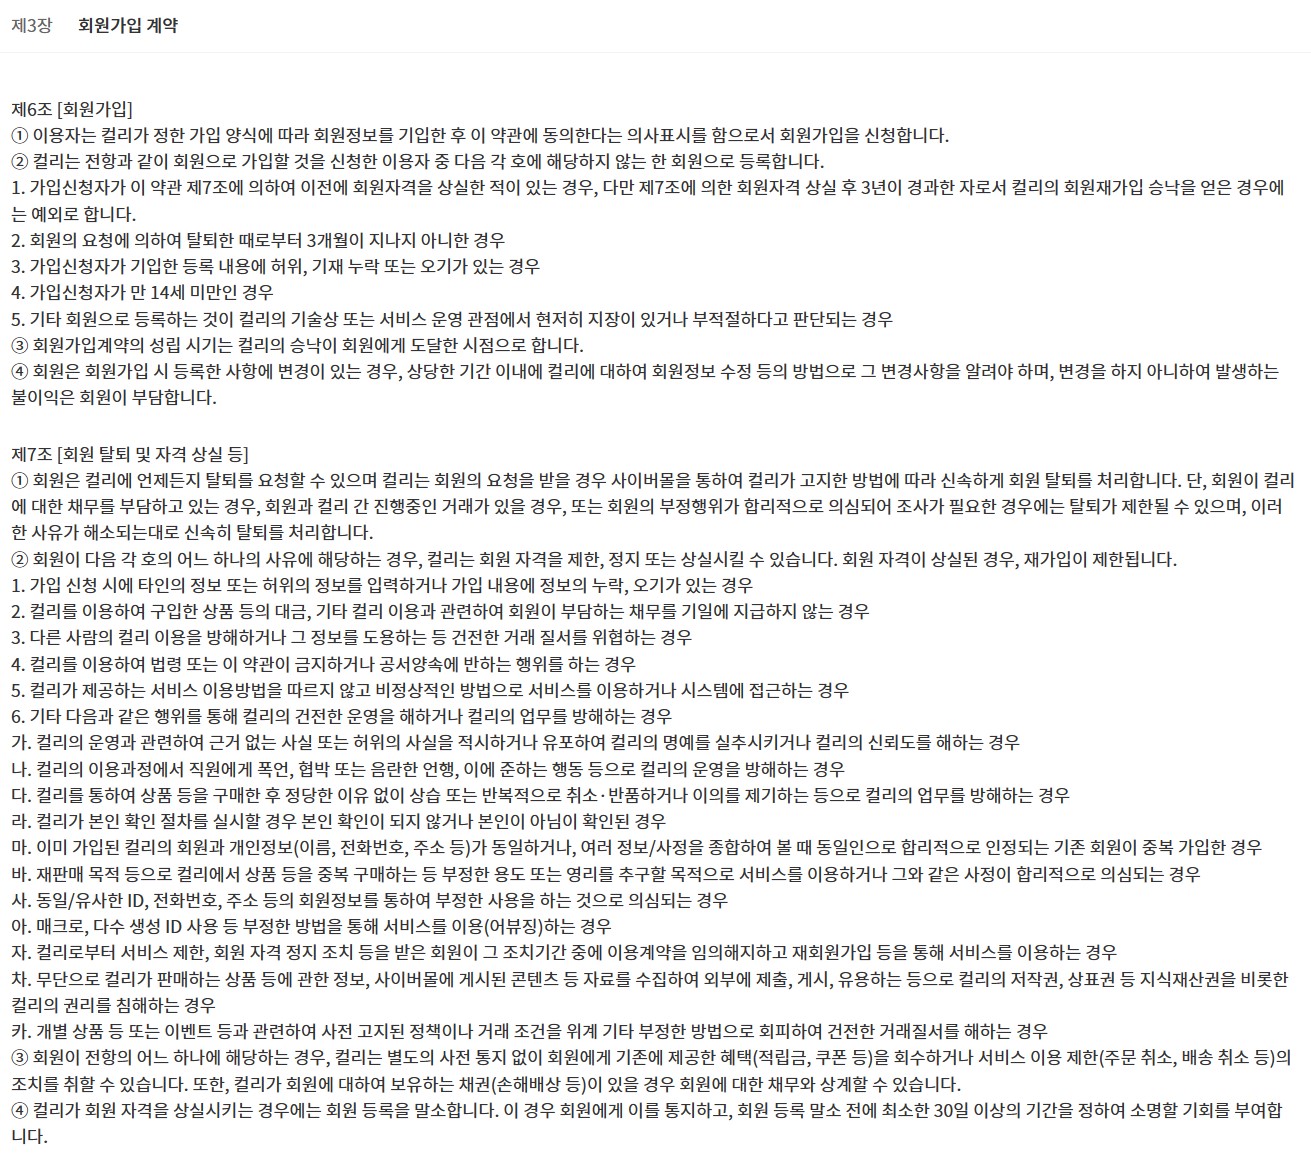 제3장 회원가입 계약
제6조 [회원가입]
① 이용자는 컬리가 정한 가입 양식에 따라 회원정보를 기입한 후 이 약관에 동의한다는 의사표시를 함으로서 회원가입을 신청합니다.
② 컬리는 전항과 같이 회원으로 가입할 것을 신청한 이용자 중 다음 각 호에 해당하지 않는 한 회원으로 등록합니다.
1. 가입신청자가 이 약관 제7조에 의하여 이전에 회원자격을 상실한 적이 있는 경우, 다만 제7조에 의한 회원자격 상실 후 3년이 경과한 자로서 컬리의 회원재가입 승낙을 얻은 경우에
는 예외로 합니다.
2. 회원의 요청에 의하여 탈퇴한 때로부터 3개월이 지나지 아니한 경우
3. 가입신청자가 기입한 등록 내용에 허위, 기재 누락 또는 오기가 있는 경우
4. 가입신청자가 만 14세 미만인 경우
5. 기타 회원으로 등록하는 것이 컬리의 기술상 또는 서비스 운영 관점에서 현저히 지장이 있거나 부적절하다고 판단되는 경우
③ 회원가입계약의 성립 시기는 컬리의 승낙이 회원에게 도달한 시점으로 합니다.
④ 회원은 회원가입 시 등록한 사항에 변경이 있는 경우, 상당한 기간 이내에 컬리에 대하여 회원정보 수정 등의 방법으로 그 변경사항을 알려야 하며, 변경을 하지 아니하여 발생하는
불이익은 회원이 부담합니다.
제7조 [회원 탈퇴 및 자격 상실 등]
① 회원은 컬리에 언제든지 탈퇴를 요청할 수 있으며 컬리는 회원의 요청을 받을 경우 사이버몰을 통하여 컬리가 고지한 방법에 따라 신속하게 회원 탈퇴를 처리합니다. 단, 회원이 컬리
에 대한 채무를 부담하고 있는 경우, 회원과 컬리 간 진행중인 거래가 있을 경우, 또는 회원의 부정행위가 합리적으로 의심되어 조사가 필요한 경우에는 탈퇴가 제한될 수 있으며, 이러
한 사유가 해소되는대로 신속히 탈퇴를 처리합니다.
② 회원이 다음 각 호의 어느 하나의 사유에 해당하는 경우, 컬리는 회원 자격을 제한, 정지 또는 상실시킬 수 있습니다. 회원 자격이 상실된 경우, 재가입이 제한됩니다.
1. 가입 신청 시에 타인의 정보 또는 허위의 정보를 입력하거나 가입 내용에 정보의 누락, 오기가 있는 경우
2. 컬리를 이용하여 구입한 상품 등의 대금, 기타 컬리 이용과 관련하여 회원이 부담하는 채무를 기일에 지급하지 않는 경우
3. 다른 사람의 컬리 이용을 방해하거나 그 정보를 도용하는 등 건전한 거래 질서를 위협하는 경우
4. 컬리를 이용하여 법령 또는 이 약관이 금지하거나 공서양속에 반하는 행위를 하는 경우
5. 컬리가 제공하는 서비스 이용방법을 따르지 않고 비정상적인 방법으로 서비스를 이용하거나 시스템에 접근하는 경우
6. 기타 다음과 같은 행위를 통해 컬리의 건전한 운영을 해하거나 컬리의 업무를 방해하는 경우
가. 컬리의 운영과 관련하여 근거 없는 사실 또는 허위의 사실을 적시하거나 유포하여 컬리의 명예를 실추시키거나 컬리의 신뢰도를 해하는 경우
나. 컬리의 이용과정에서 직원에게 폭언, 협박 또는 음란한 언행, 이에 준하는 행동 등으로 컬리의 운영을 방해하는 경우
다. 컬리를 통하여 상품 등을 구매한 후 정당한 이유 없이 상습 또는 반복적으로 취소·반품하거나 이의를 제기하는 등으로 컬리의 업무를 방해하는 경우
라. 컬리가 본인 확인 절차를 실시할 경우 본인 확인이 되지 않거나 본인이 아님이 확인된 경우
마. 이미 가입된 컬리의 회원과 개인정보(이름, 전화번호, 주소 등)가 동일하거나, 여러 정보/사정을 종합하여 볼 때 동일인으로 합리적으로 인정되는 기존 회원이 중복 가입한 경우
바. 재판매 목적 등으로 컬리에서 상품 등을 중복 구매하는 등 부정한 용도 또는 영리를 추구할 목적으로 서비스를 이용하거나 그와 같은 사정이 합리적으로 의심되는 경우
사. 동일/유사한 ID, 전화번호, 주소 등의 회원정보를 통하여 부정한 사용을 하는 것으로 의심되는 경우
아. 매크로, 다수 생성 ID 사용 등 부정한 방법을 통해 서비스를 이용(어뷰징)하는 경우
자. 컬리로부터 서비스 제한, 회원 자격 정지 조치 등을 받은 회원이 그 조치기간 중에 이용계약을 임의해지하고 재회원가입 등을 통해 서비스를 이용하는 경우
차. 무단으로 컬리가 판매하는 상품 등에 관한 정보, 사이버몰에 게시된 콘텐츠 등 자료를 수집하여 외부에 제출, 게시, 유용하는 등으로 컬리의 저작권, 상표권 등 지식재산권을 비롯한
컬리의 권리를 침해하는 경우
카. 개별 상품 등 또는 이벤트 등과 관련하여 사전 고지된 정책이나 거래 조건을 위계 기타 부정한 방법으로 회피하여 건전한 거래질서를 해하는 경우
③ 회원이 전항의 어느 하나에 해당하는 경우, 컬리는 별도의 사전 통지 없이 회원에게 기존에 제공한 혜택(적립금, 쿠폰 등)을 회수하거나 서비스 이용 제한(주문 취소, 배송 취소 등)의
조치를 취할 수 있습니다. 또한, 컬리가 회원에 대하여 보유하는 채권(손해배상 등)이 있을 경우 회원에 대한 채무와 상계할 수 있습니다.
④ 컬리가 회원 자격을 상실시키는 경우에는 회원 등록을 말소합니다. 이 경우 회원에게 이를 통지하고, 회원 등록 말소 전에 최소한 30일 이상의 기간을 정하여 소명할 기회를 부여합
니다.